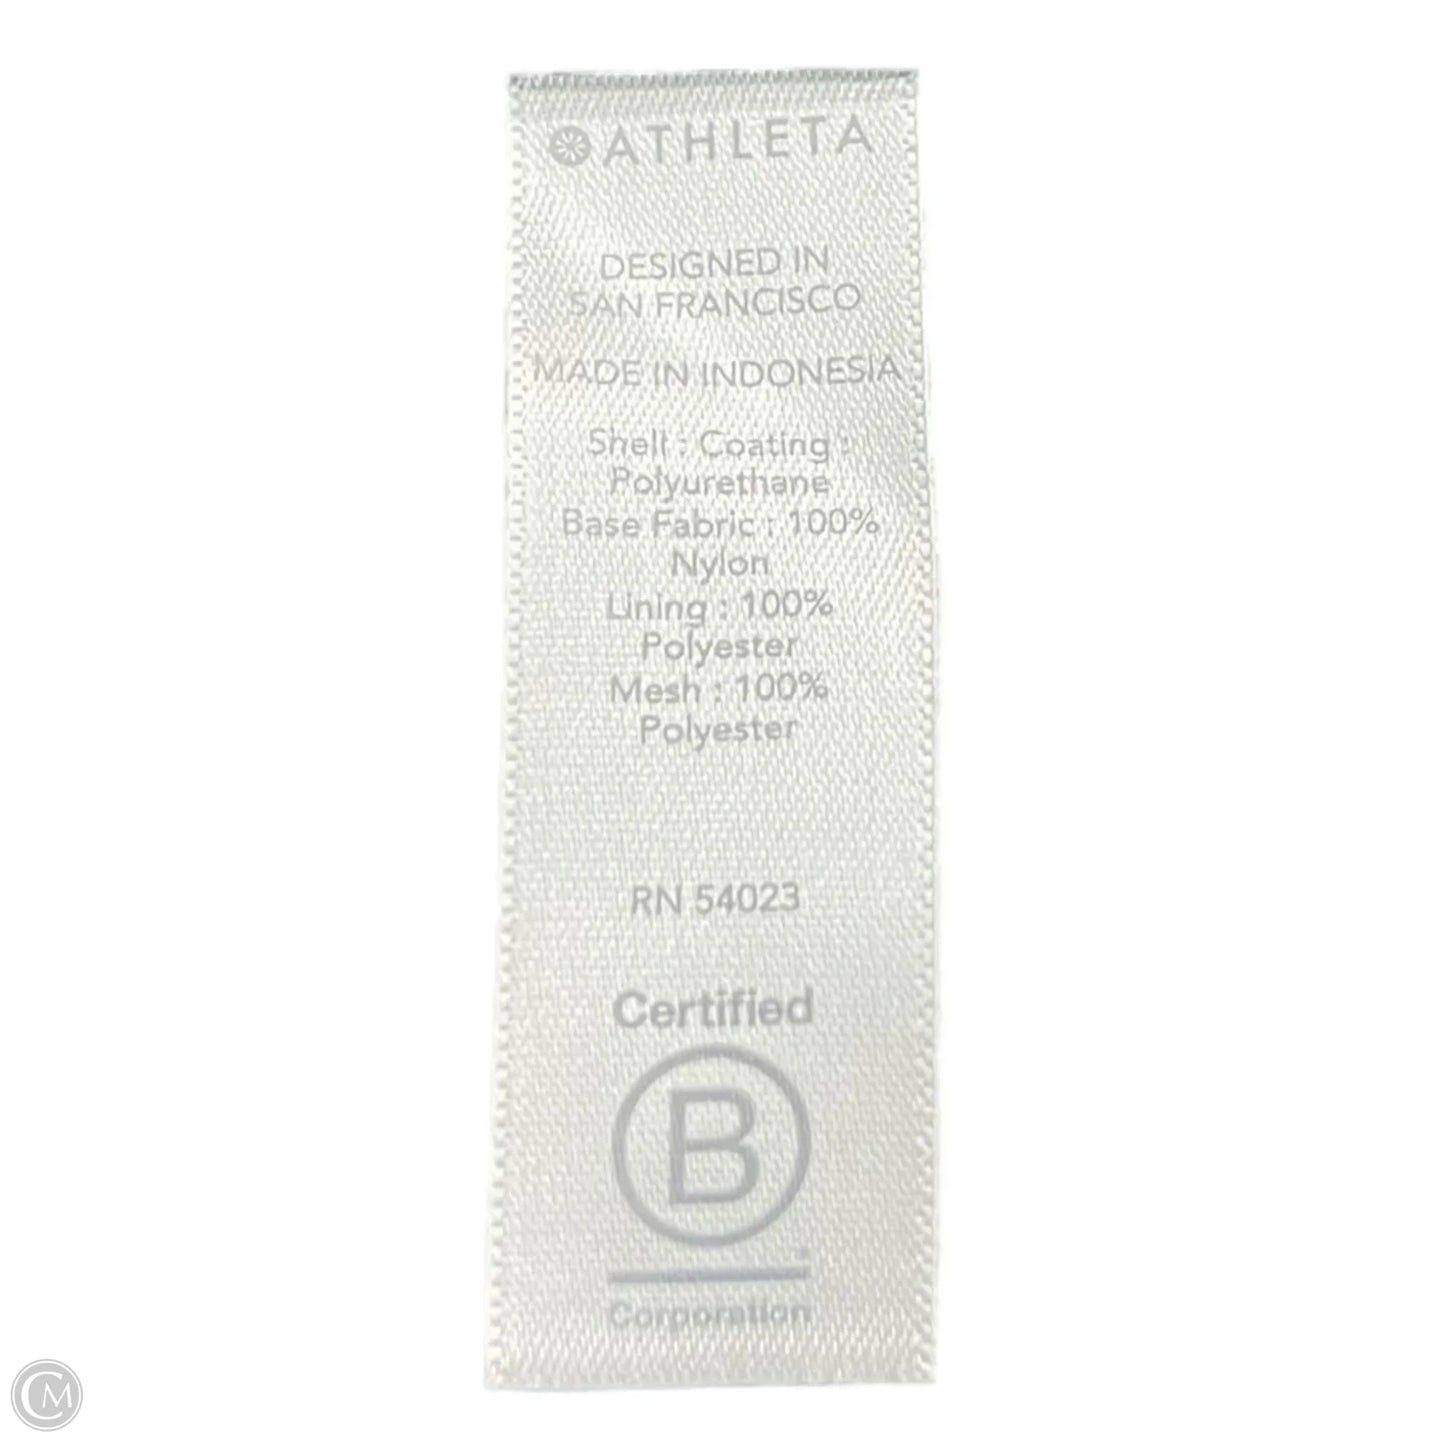 ATHLETA
DESIGNED IN
SAN FRANCISCO
MADE IN INDONESIA
Shell : Coating :
Polyurethane
Base Fabric : 100%
Nylon
Lining : 100%
Polyester
Mesh : 100%
Polyester
RN 54023
Certified
B
Corporation
CM